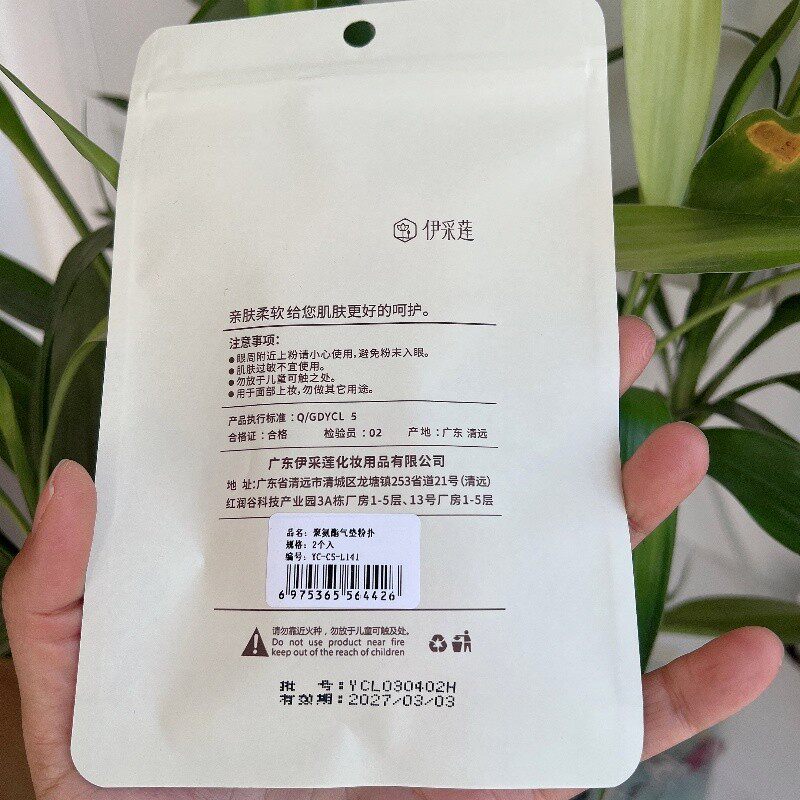 伊采莲
亲肤柔软给您肌肤更好的呵护。
注意事项:
●眼周附近上粉请小心使用,避免粉末入眼。
●肌肤过敏不宜使用。
●勿放于儿童可触之处。
●用于面部上妆,勿做其它用途。
产品执行标准:Q/GDYCL 5
合格证:合格 检验员:02 产地:广东 清远
广东伊采莲化妆用品有限公司
地 址:广东省清远市清城区龙塘镇253省道21号(清远)
红润谷科技产业园3A栋厂房1-5层、13号厂房1-5层
品名:聚氨酯气垫粉扑
规格:2个入
编号:YC-CS-L141
6 975365 564426
请勿靠近火种,勿放于儿童可触及处。
Do not use product near fire
keep out of the reach of children
批 号:YCL030402H
有效期:2027/03/03